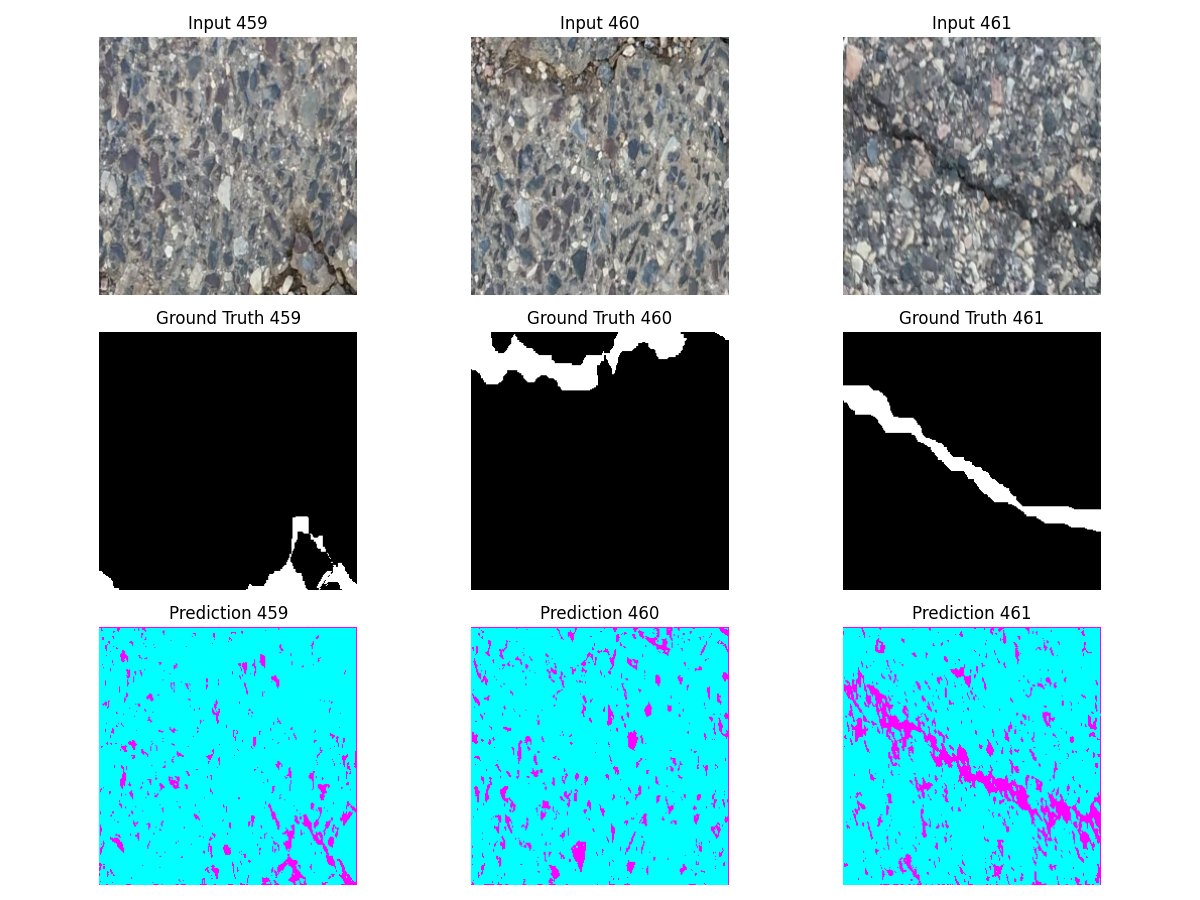 Input 459
Input 460
Input 461
Ground Truth 459
Ground Truth 460
Ground Truth 461
Prediction 459
Prediction 460
Prediction 461